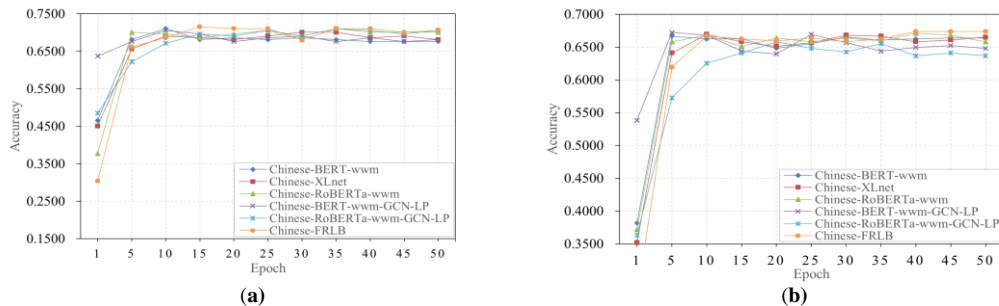 0.7500
0.6500
0.5500
0.4500
0.3500
0.2500
0.1500
Accuracy
Chinese-BERT-wwm
Chinese-XLnet
Chinese-RoBERTa-wwm
Chinese-BERT-wwm-GCN-LP
Chinese-RoBERTa-wwm-GCN-LP
Chinese-FRLB
1 5 10 15 20 25 30 35 40 45 50
Epoch
(a)
0.7000
0.6500
0.6000
0.5500
0.5000
0.4500
0.4000
0.3500
Accuracy
Chinese-BERT-wwm
Chinese-XLnet
Chinese-RoBERTa-wwm
Chinese-BERT-wwm-GCN-LP
Chinese-RoBERTa-wwm-GCN-LP
Chinese-FRLB
1 5 10 15 20 25 30 35 40 45 50
Epoch
(b)